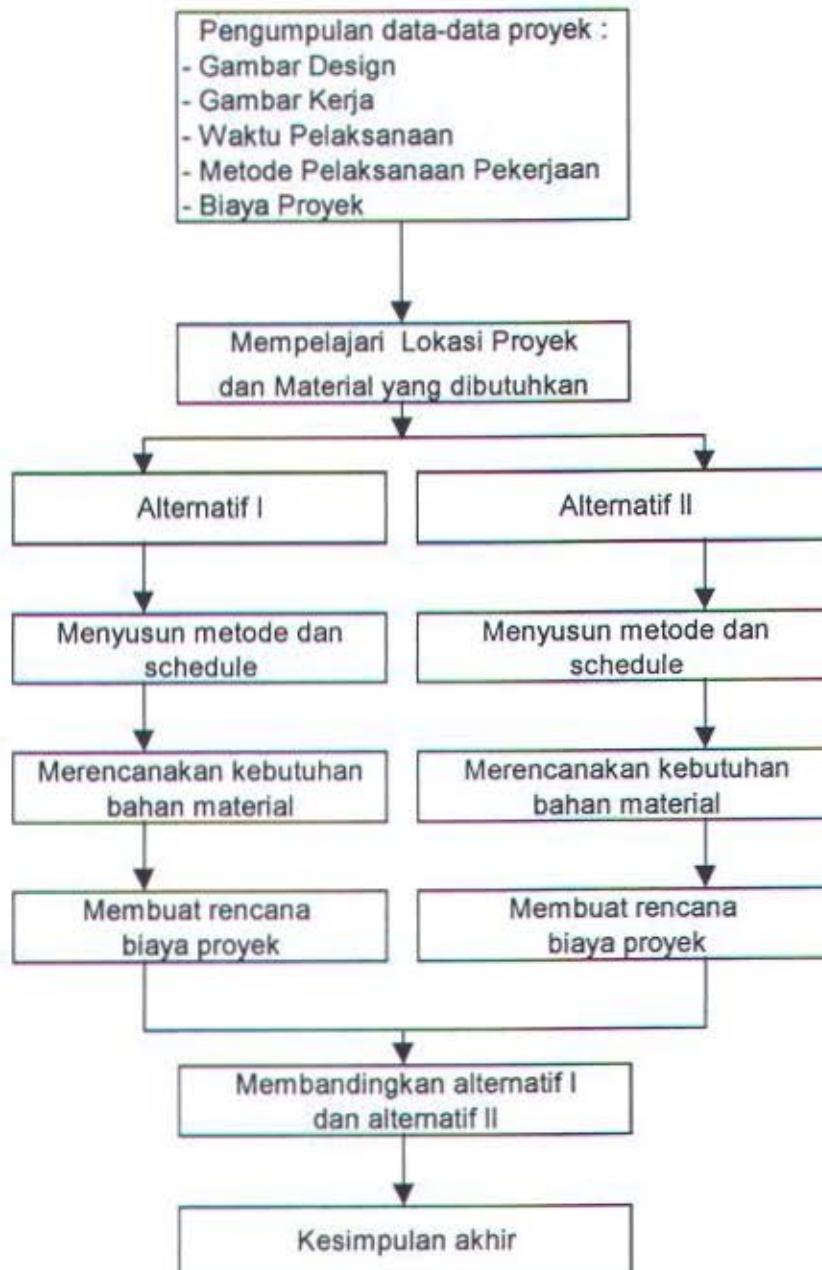 Pengumpulan data-data proyek :
- Gambar Design
- Gambar Kerja
- Waktu Pelaksanaan
- Metode Pelaksanaan Pekerjaan
- Biaya Proyek
Mempelajari Lokasi Proyek
dan Material yang dibutuhkan
Alternatif I
Alternatif II
Menyusun metode dan
schedule
Menyusun metode dan
schedule
Merencanakan kebutuhan
bahan material
Merencanakan kebutuhan
bahan material
Membuat rencana
biaya proyek
Membuat rencana
biaya proyek
Membandingkan alternatif I
dan alternatif II
Kesimpulan akhir